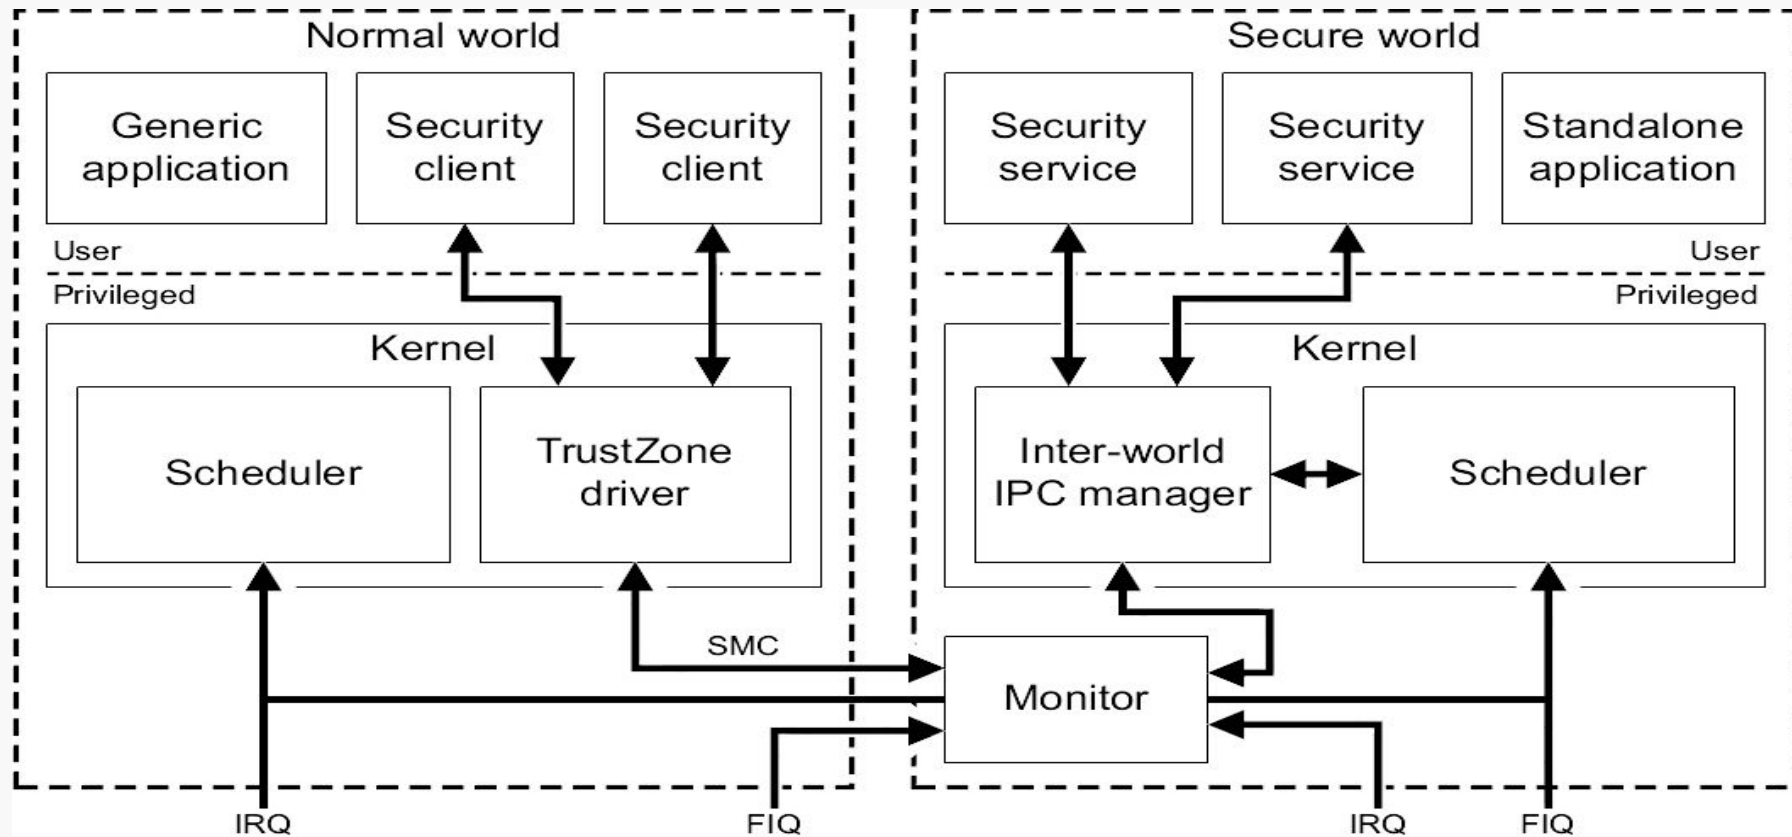 Normal world
Generic
application
Security
client
Security
client
User
Privileged
Kernel
Scheduler
TrustZone
driver
SMC
IRQ
FIQ
Secure world
Security
service
Security
service
Standalone
application
User
Privileged
Kernel
Inter-world
IPC manager
Scheduler
Monitor
IRQ
FIQ